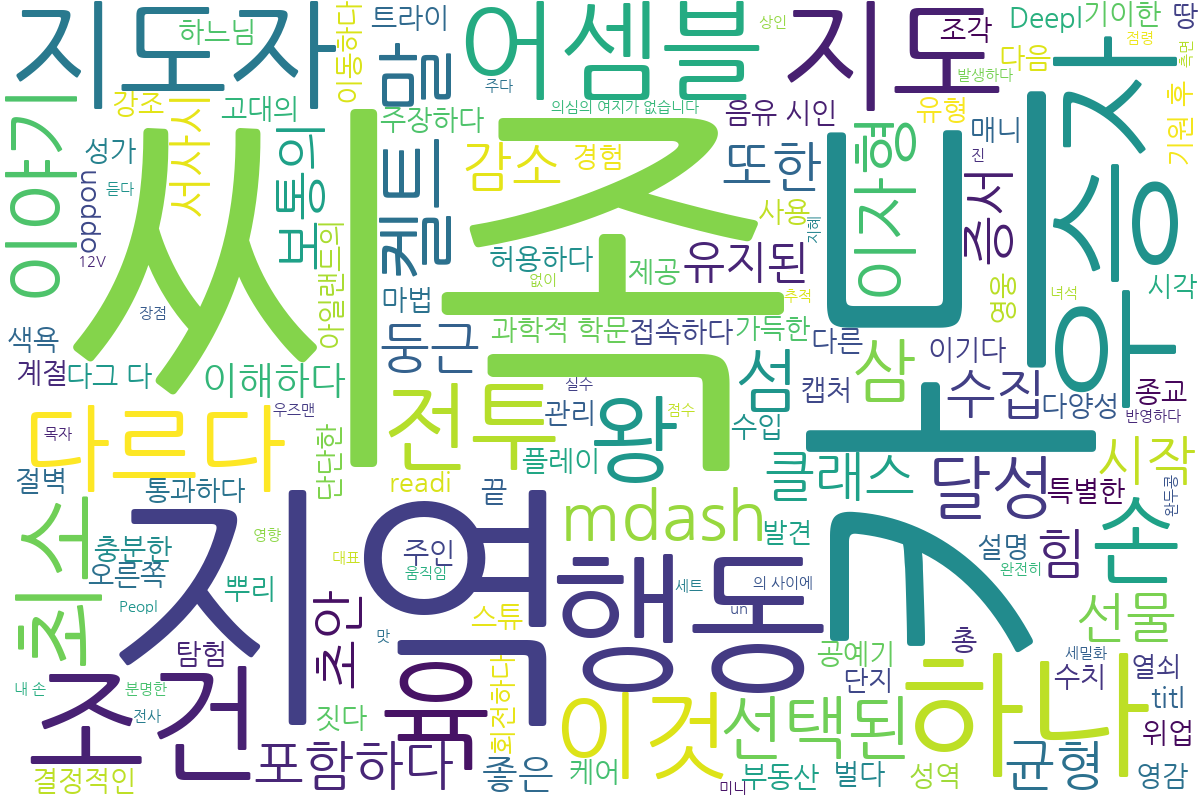 지도자
하느님
트라이
이동하다
말
어셈블
상인
지도
조각
Deepl
기이한
땅
점령
측면
이야기
강조
고대의
주장하다
주다
의심의 여지가 없습니다
음유 시인
유형
발생하다
다음
기원 후
성가
서사시
보통의
켈트
감소
경험
또한
이자형
매니
진
증서
우승자
oppon
듣다
12V
씨족
카드
아일랜드의
마법
허용하다
없이
제공
유지된
사용
지혜
추적
영웅
녀석
시각
장점
색욕
계절
다그 다
이해하다
둥근
과학적 학문
접속하다
가득한
다른
이기다
종교
반영하다
우즈맨
목자
다르다
전투
실수
관리
왕
점수
섬
수입
캡처
삼
수집
다양성
절벽
통과하다
단단한
readi
플레이
끝
mdash
발견
클래스
달성
특별한
시작
완두콩
최소
충분한
오른쪽
뿌리
Peopl
지역
영향
대표
주인
움직임
행동
세트
의 사이에
un
설명
힘
완전히
손
탐험
초안
맛
스튜
육
회전하다
공예기
단지
총
세밀화
수치
선물
열쇠
titl
위업
내 손
분명한
전사
조건
짓다
포함하다
좋은
케어
이것
선택된
부동산
벌다
미니
하나
성역
균형
영감
결정적인